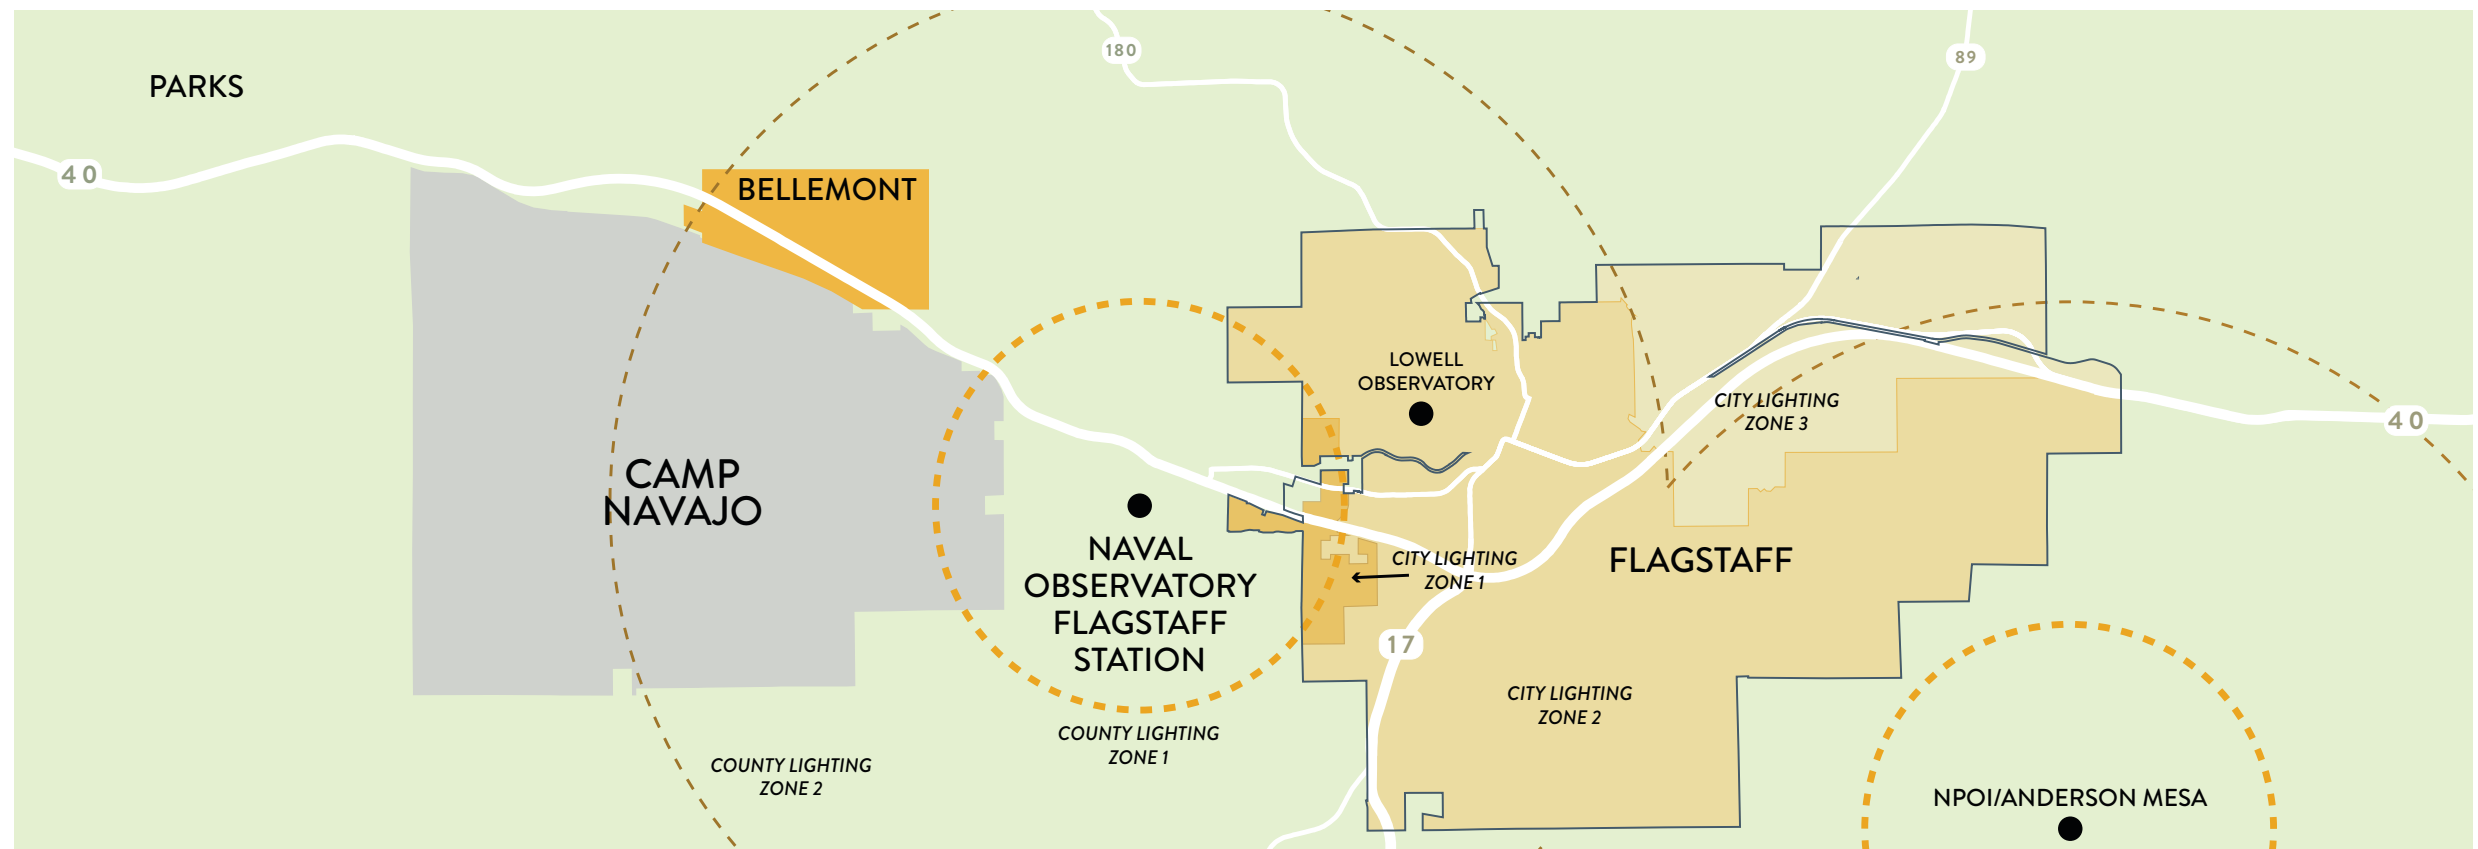 180
89
PARKS
40
BELLEMONT
LOWELL
OBSERVATORY
CITY LIGHTING
ZONE 3
40
CAMP
NAVAJO
NAVAL
OBSERVATORY
FLAGSTAFF
STATION
CITY LIGHTING
ZONE 1
FLAGSTAFF
17
CITY LIGHTING
ZONE 2
COUNTY LIGHTING
ZONE 1
COUNTY LIGHTING
ZONE 2
NPOI/ANDERSON MESA